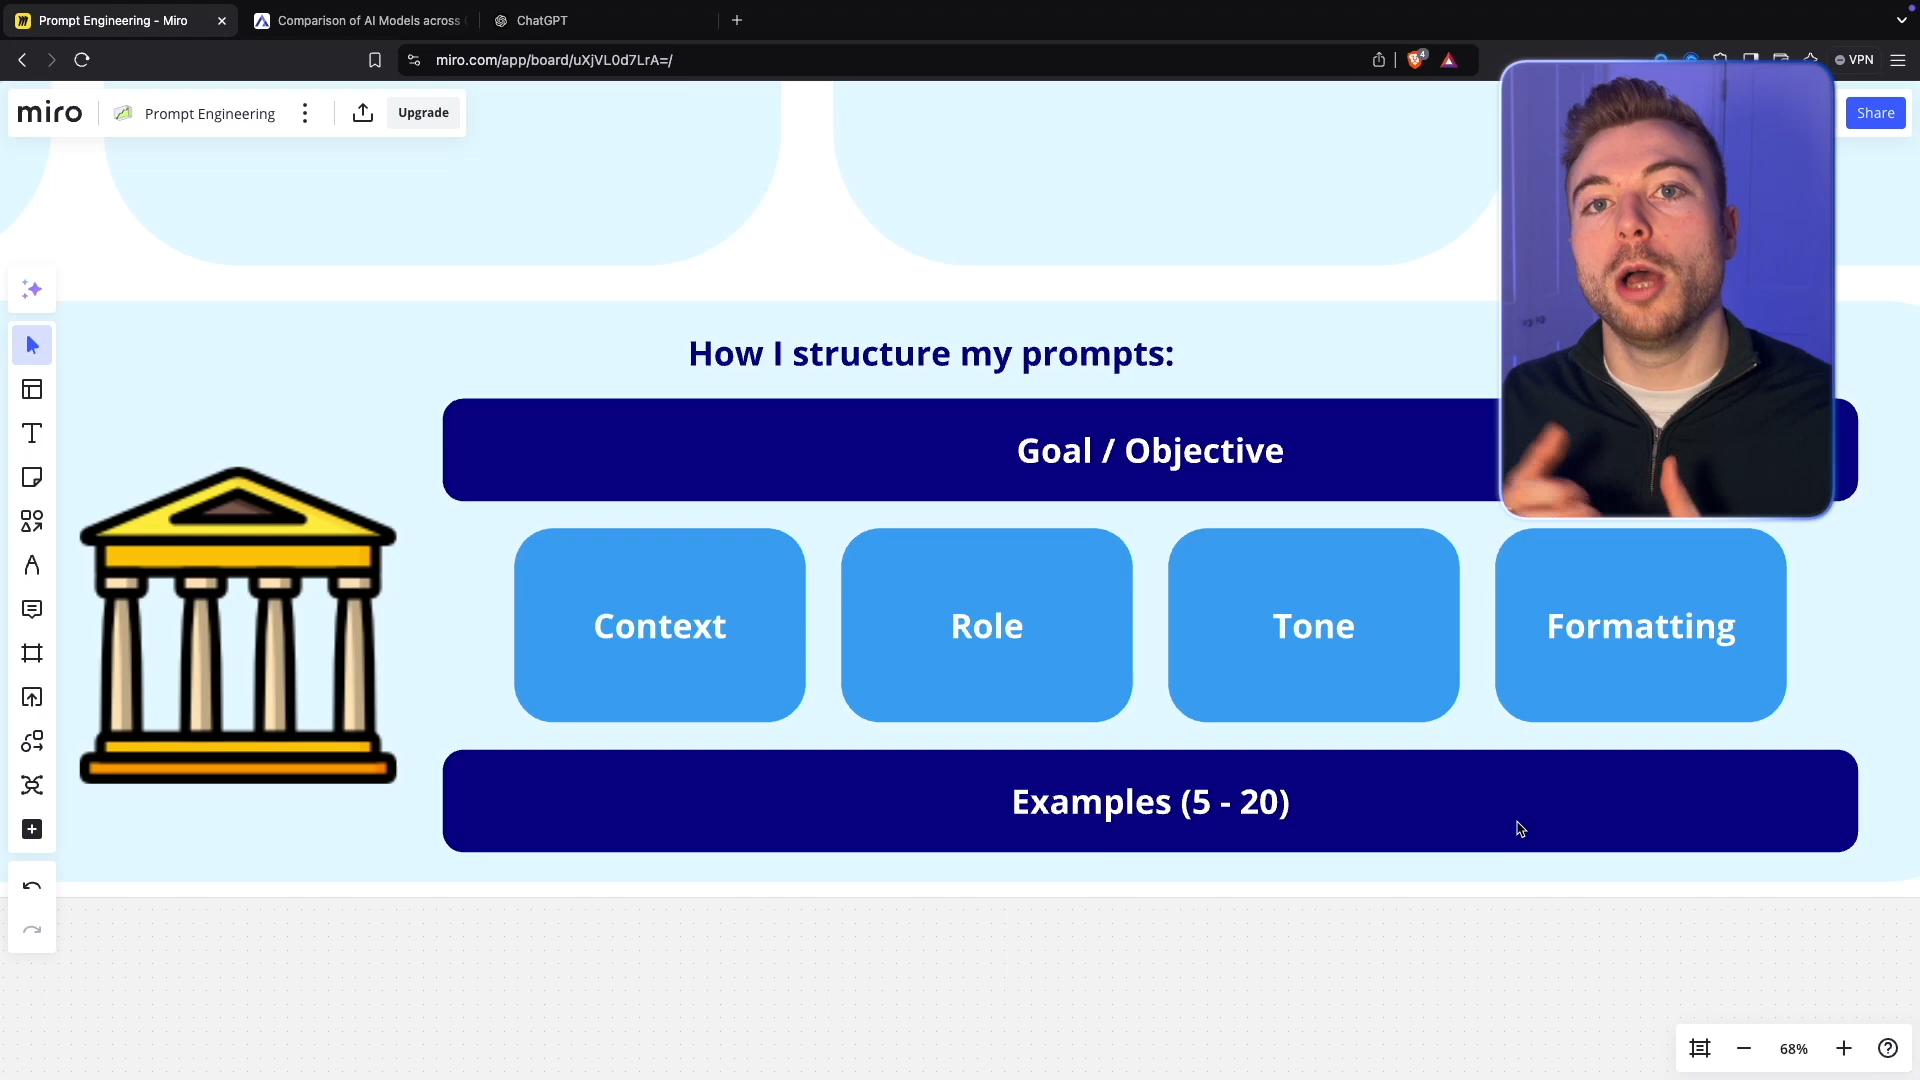 Prompt Engineering - Miro
Comparison of AI Models across
ChatGPT
miro.com/app/board/uXjVL0d7LrA=/
4
VPN
miro
Prompt Engineering
Upgrade
Share
How I structure my prompts:
Goal / Objective
Context
Role
Tone
Formatting
Examples (5 - 20)
68%